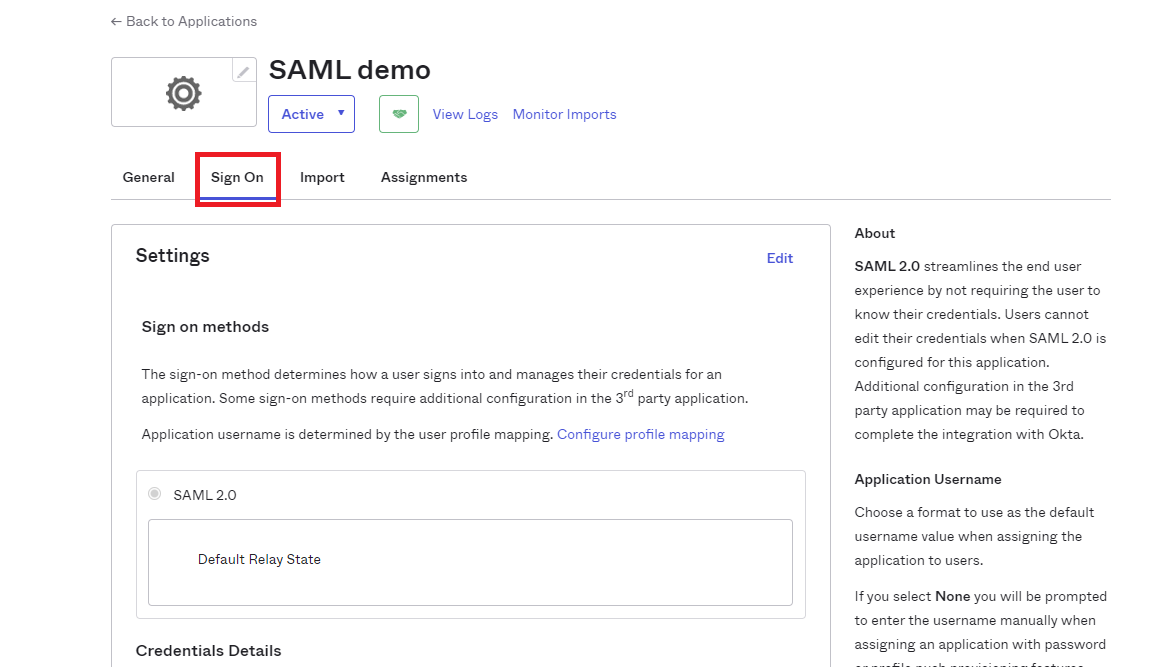 ← Back to Applications
SAML demo
Active ▼
View Logs
Monitor Imports
General
Sign On
Import
Assignments
Settings
Edit
Sign on methods
The sign-on method determines how a user signs into and manages their credentials for an
application. Some sign-on methods require additional configuration in the 3rd party application.
Application username is determined by the user profile mapping. Configure profile mapping
SAML 2.0
Default Relay State
Credentials Details
About
SAML 2.0 streamlines the end user
experience by not requiring the user to
know their credentials. Users cannot
edit their credentials when SAML 2.0 is
configured for this application.
Additional configuration in the 3rd
party application may be required to
complete the integration with Okta.
Application Username
Choose a format to use as the default
username value when assigning the
application to users.
If you select None you will be prompted
to enter the username manually when
assigning an application with password
or profile push provisioning features.